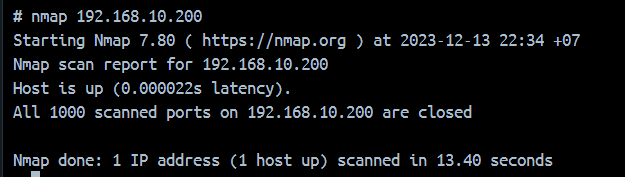 # nmap 192.168.10.200
Starting Nmap 7.80 ( https://nmap.org ) at 2023-12-13 22:34 +07
Nmap scan report for 192.168.10.200
Host is up (0.000022s latency).
All 1000 scanned ports on 192.168.10.200 are closed
Nmap done: 1 IP address (1 host up) scanned in 13.40 seconds